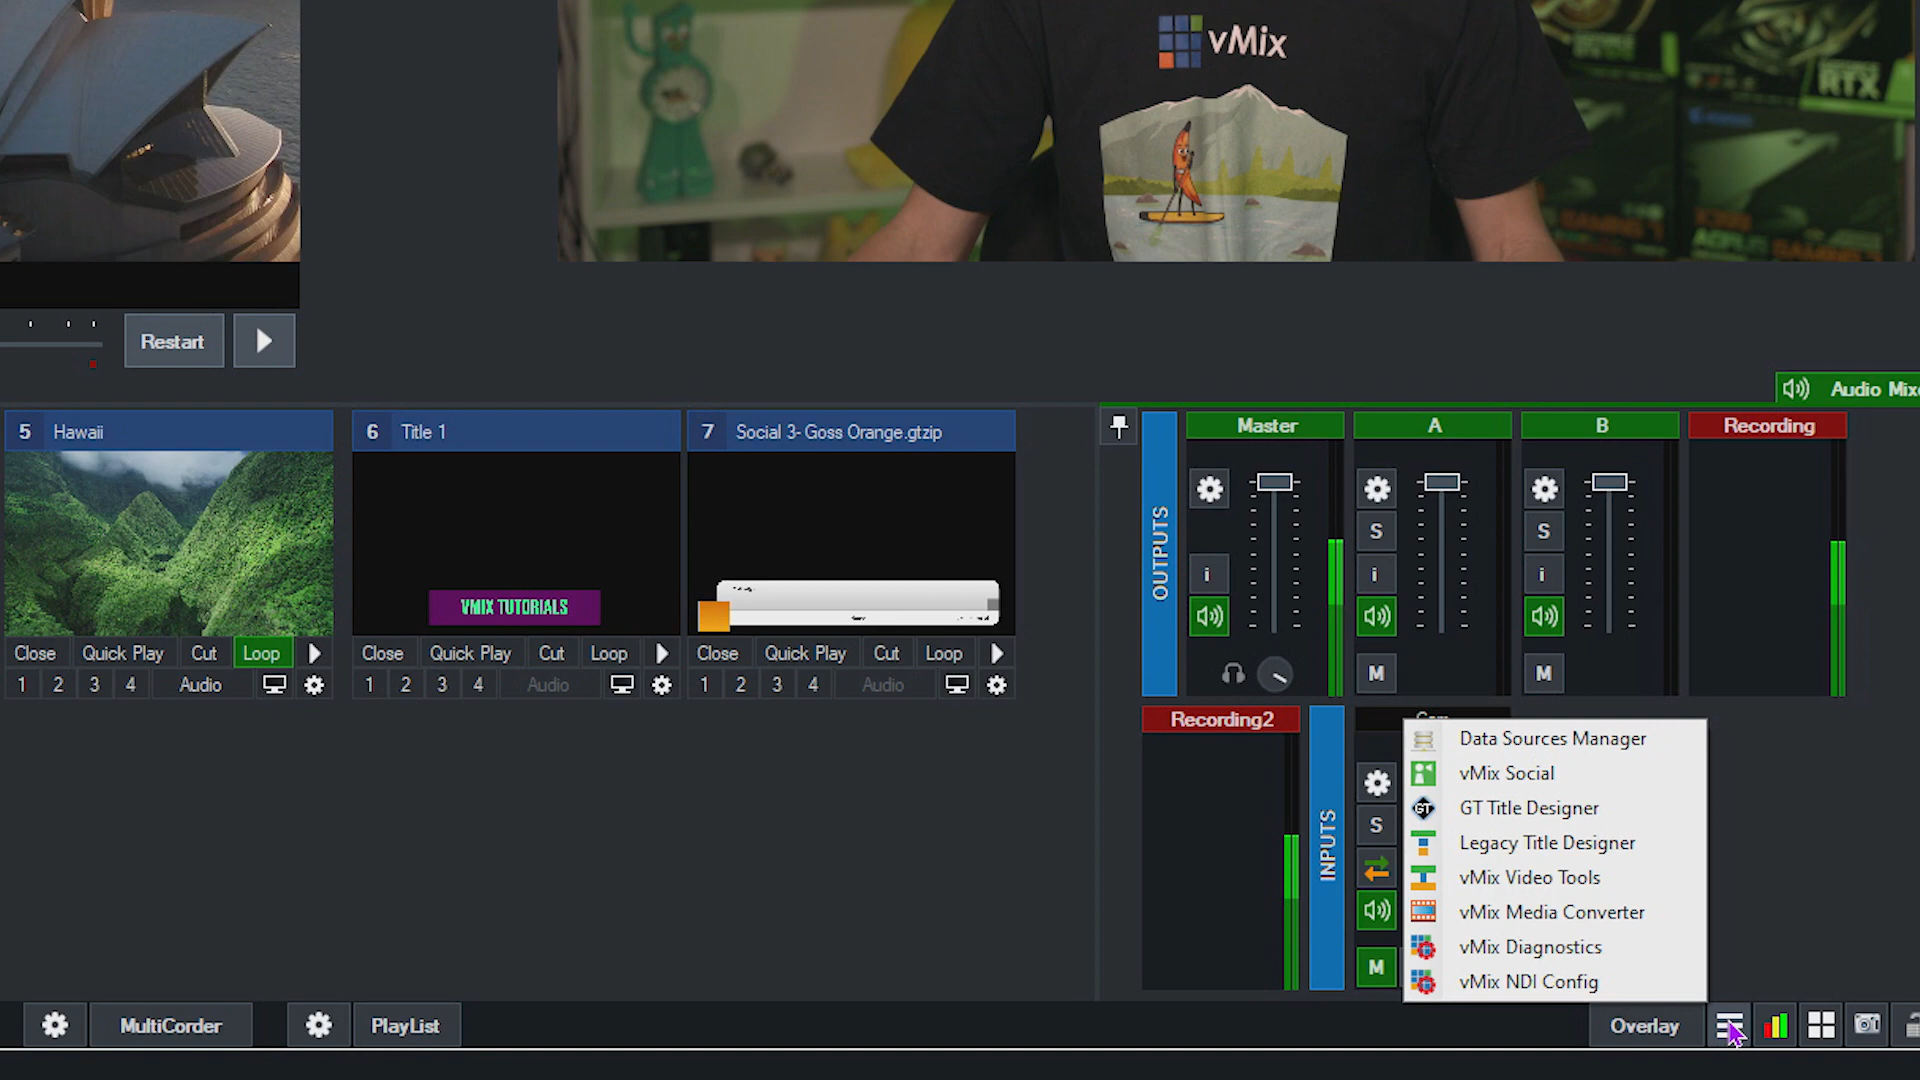 vMix
RTX
Restart
Audio Mixe
5 Hawaii
6 Title 1
7 Social 3- Goss Orange.gtzip
VMIX TUTORIALS
Close Quick Play Cut Loop
1 2 3 4 Audio
Close Quick Play Cut Loop
1 2 3 4 Audio
Close Quick Play Cut Loop
1 2 3 4 Audio
OUTPUTS
Master A B Recording
S S
i i i
M M
Recording2
INPUTS
S
M
Data Sources Manager
vMix Social
GT GT Title Designer
Legacy Title Designer
vMix Video Tools
vMix Media Converter
vMix Diagnostics
vMix NDI Config
MultiCorder
PlayList
Overlay